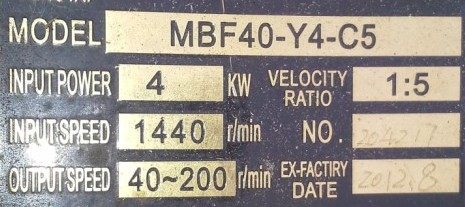 MODEL MBF40-Y4-C5
INPUT POWER 4 KW VELOCITY RATIO 1:5
INPUT SPEED 1440 r/min NO.
OUTPUT SPEED 40~200 r/min EX-FACTIRY DATE 2012.8